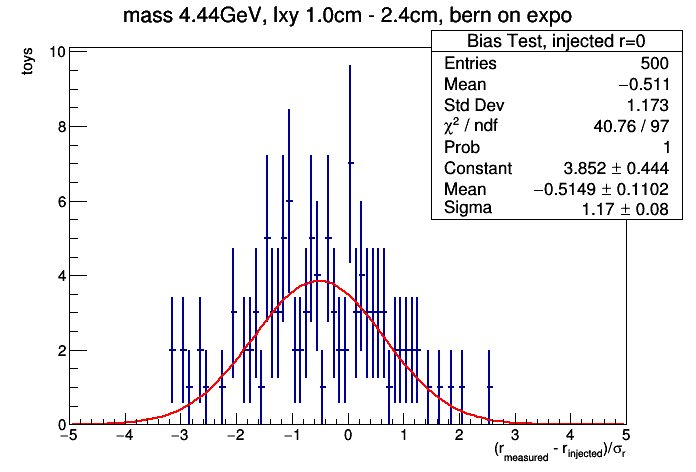 mass 4.44GeV, lxy 1.0cm - 2.4cm, bern on expo
Bias Test, injected r=0
Entries 500
Mean −0.511
Std Dev 1.173
χ² / ndf 40.76 / 97
Prob 1
Constant 3.852 ± 0.444
Mean −0.5149 ± 0.1102
Sigma 1.17 ± 0.08
toys
10
8
6
4
2
0
−5 −4 −3 −2 −1 0 1 2 3 4 5
(r_measured - r_injected)/σ_r